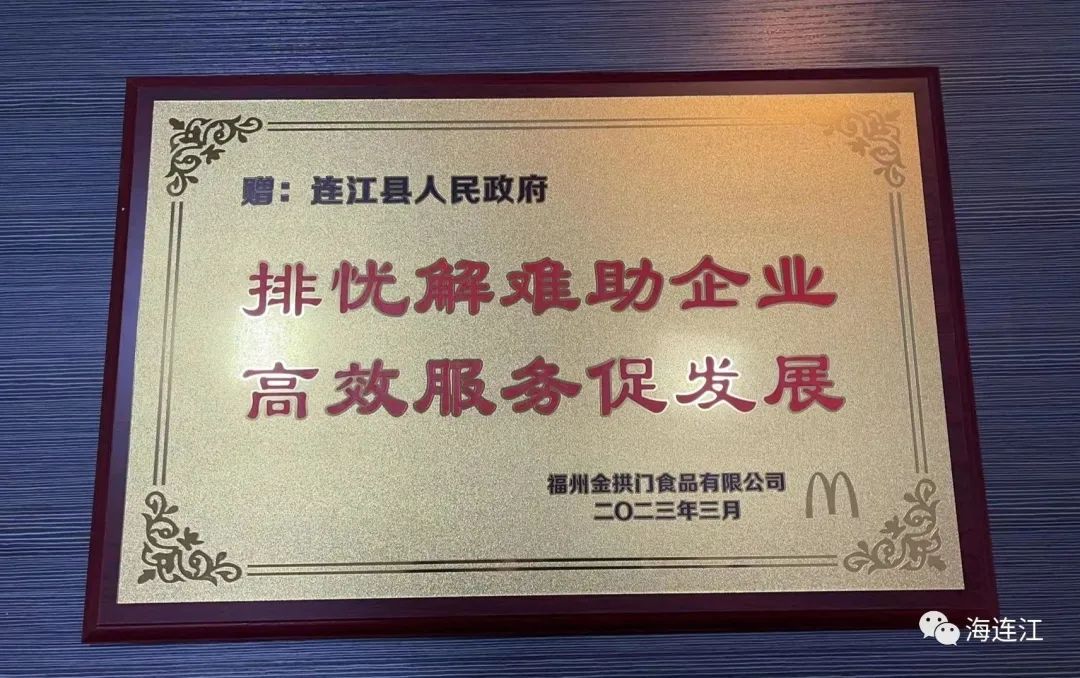 赠：连江县人民政府
排忧解难助企业
高效服务促发展
福州金拱门食品有限公司
二〇二三年三月
海连江